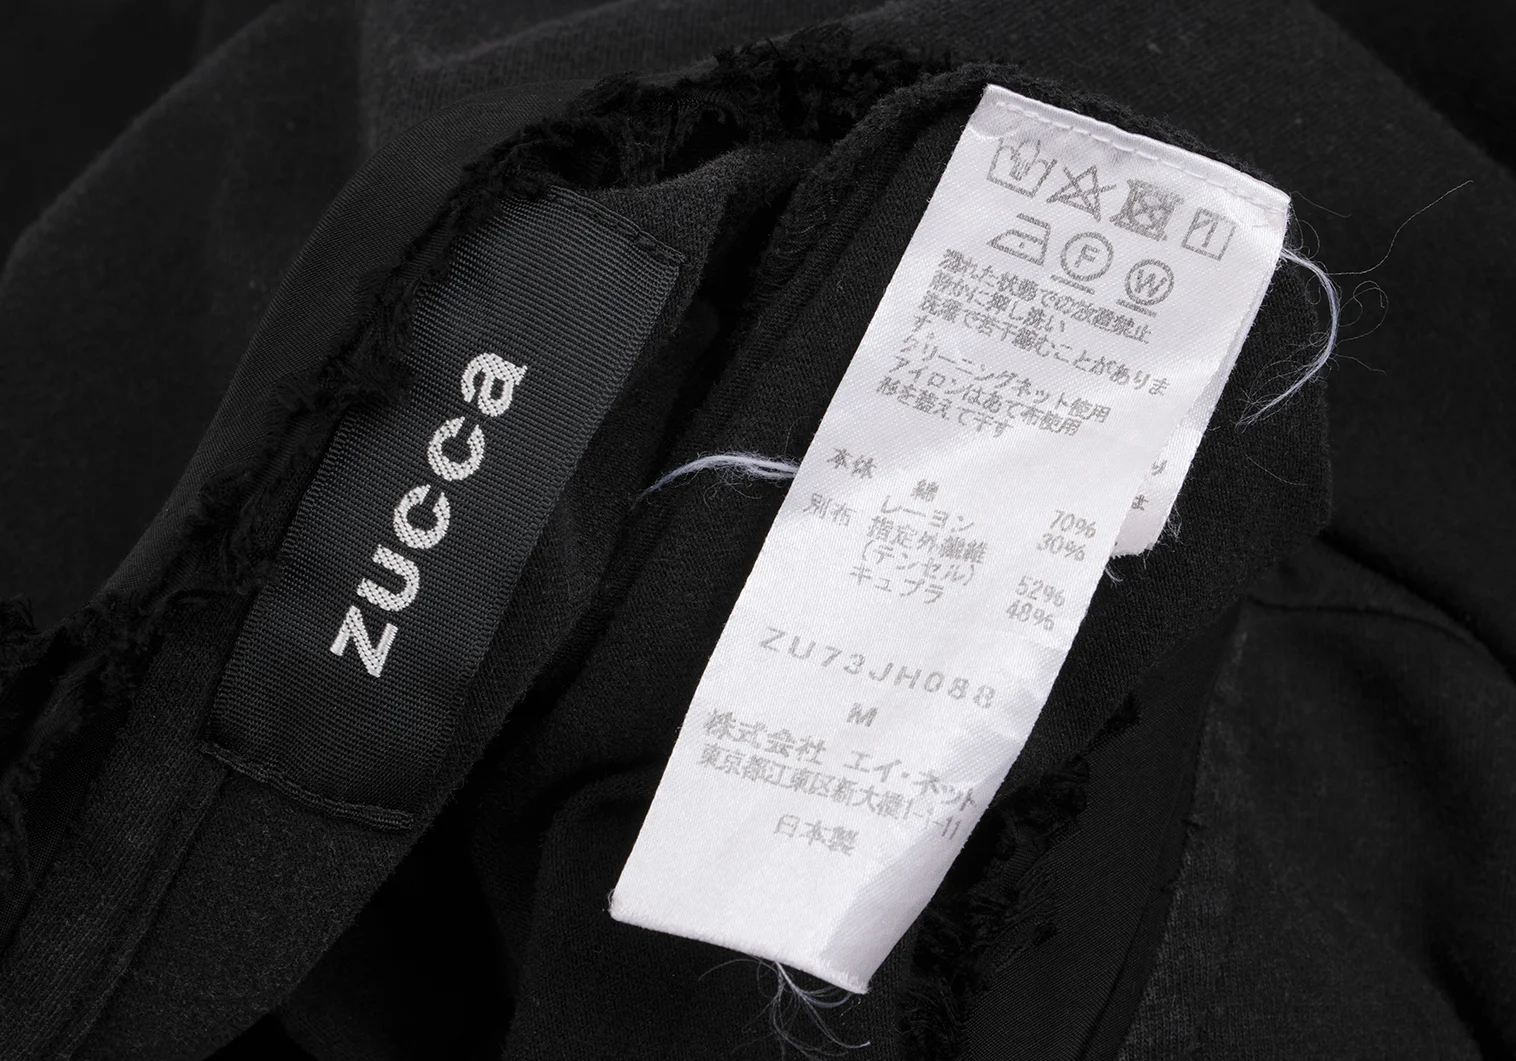 zucca
F W
濡れた状態での放置禁止
静かに押し洗い
洗濯で若干縮むことがありま
す。
クリーニングネット使用
アイロンはあて布使用
形を整えて干す
本体 綿 70%
レーヨン 30%
別布 指定外繊維
(テンセル) 52%
キュプラ 48%
ZU73JH088
M
株式会社 エイ・ネット
東京都江東区新大橋1-1-11
日本製